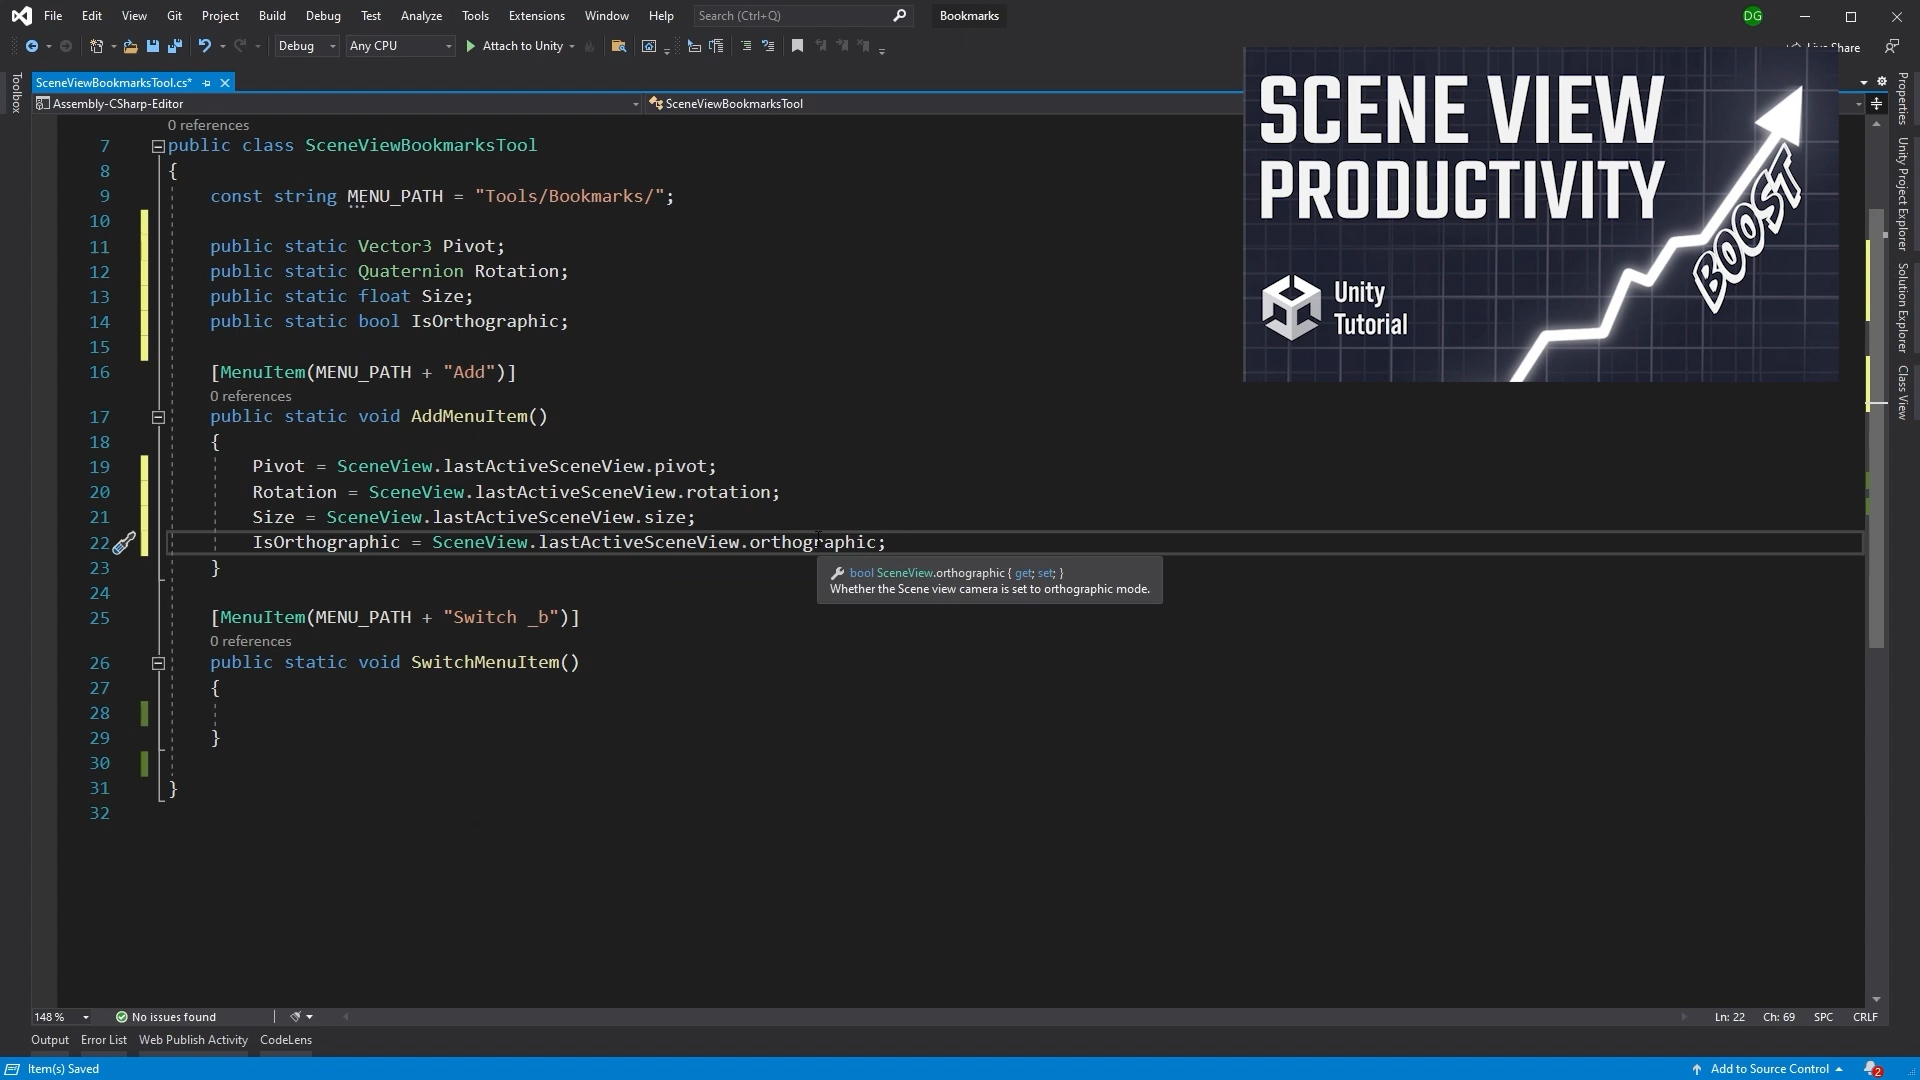 File Edit View Git Project Build Debug Test Analyze Tools Extensions Window Help Search (Ctrl+Q) Bookmarks DG
Debug Any CPU Attach to Unity Live Share
Toolbox
SceneViewBookmarksTool.cs*
Assembly-CSharp-Editor SceneViewBookmarksTool
0 references
7 public class SceneViewBookmarksTool
8 {
9 const string MENU_PATH = "Tools/Bookmarks/";
10
11 public static Vector3 Pivot;
12 public static Quaternion Rotation;
13 public static float Size;
14 public static bool IsOrthographic;
15
16 [MenuItem(MENU_PATH + "Add")]
0 references
17 public static void AddMenuItem()
18 {
19 Pivot = SceneView.lastActiveSceneView.pivot;
20 Rotation = SceneView.lastActiveSceneView.rotation;
21 Size = SceneView.lastActiveSceneView.size;
22 IsOrthographic = SceneView.lastActiveSceneView.orthographic;
23 }
bool SceneView.orthographic { get; set; }
Whether the Scene view camera is set to orthographic mode.
24
25 [MenuItem(MENU_PATH + "Switch _b")]
0 references
26 public static void SwitchMenuItem()
27 {
28
29 }
30
31 }
32
SCENE VIEW
PRODUCTIVITY
BOOST
Unity
Tutorial
Properties
Unity Project Explorer
Solution Explorer
Class View
148 % No issues found Ln: 22 Ch: 69 SPC CRLF
Output Error List Web Publish Activity CodeLens
Item(s) Saved Add to Source Control 2